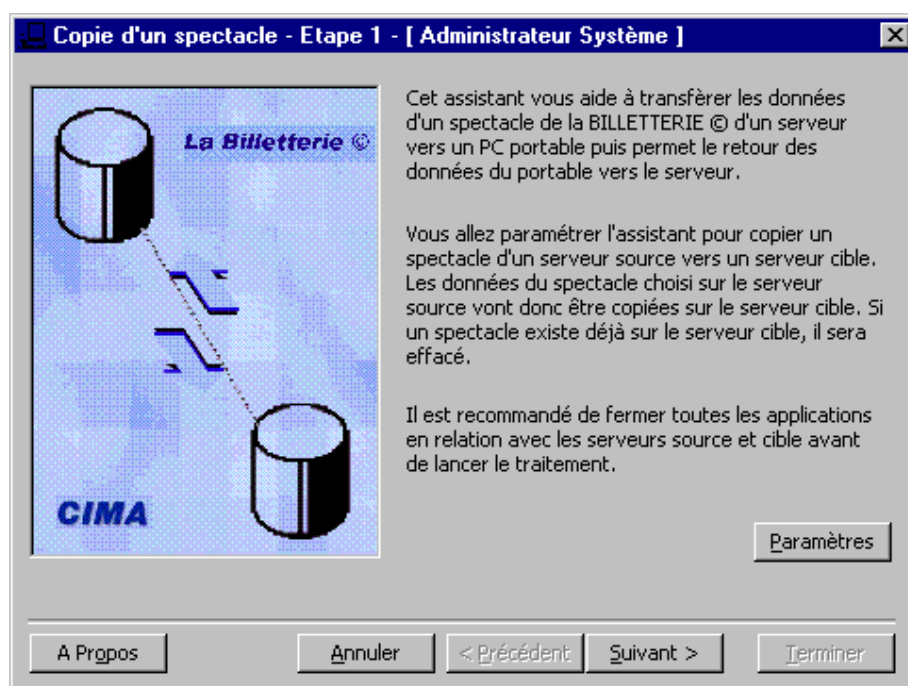 Copie d'un spectacle - Etape 1 - [ Administrateur Système ]
La Billetterie ©
CIMA
Cet assistant vous aide à transfèrer les données
d'un spectacle de la BILLETTERIE © d'un serveur
vers un PC portable puis permet le retour des
données du portable vers le serveur.
Vous allez paramétrer l'assistant pour copier un
spectacle d'un serveur source vers un serveur cible.
Les données du spectacle choisi sur le serveur
source vont donc être copiées sur le serveur cible. Si
un spectacle existe déjà sur le serveur cible, il sera
effacé.
Il est recommandé de fermer toutes les applications
en relation avec les serveurs source et cible avant
de lancer le traitement.
Paramètres
A Propos
Annuler
< Précédent
Suivant >
Terminer